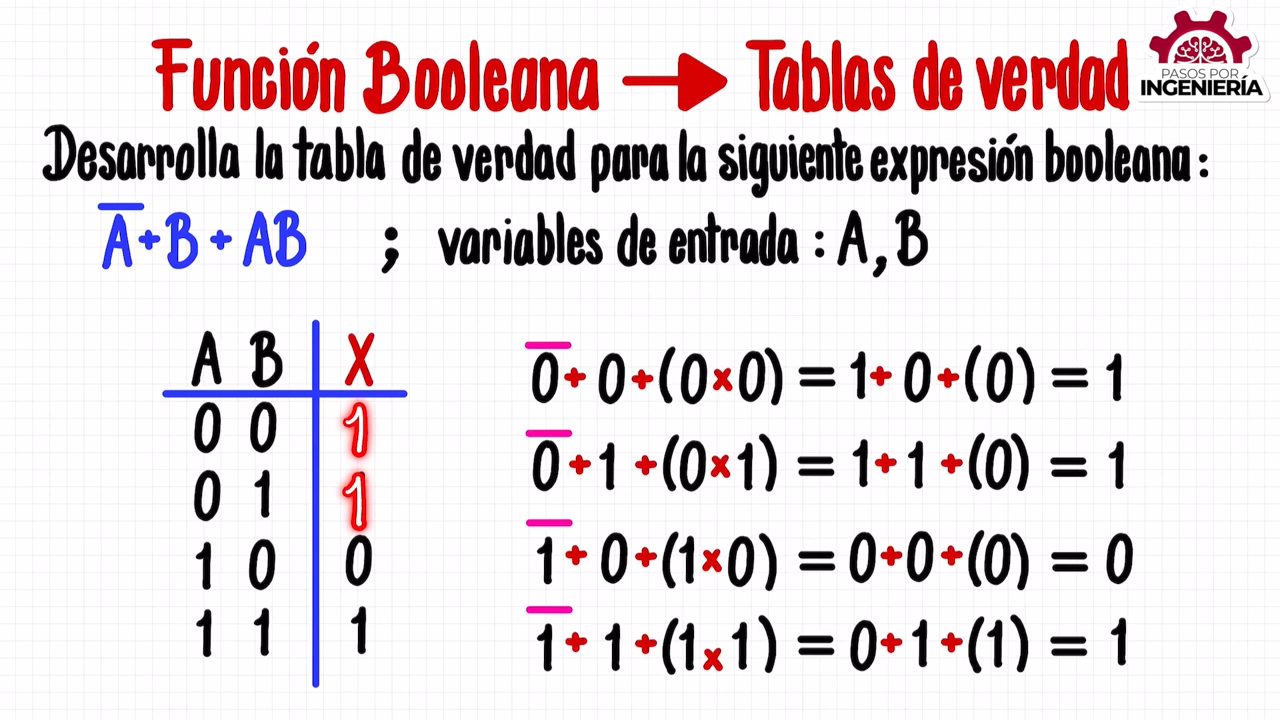 Función Booleana → Tablas de verdad
PASOS POR
INGENIERÍA
Desarrolla la tabla de verdad para la siguiente expresión booleana:
A̅+B+AB ; variables de entrada: A, B
A B X
0 0 1
0 1 1
1 0 0
1 1 1
0̅+0+(0×0)=1+0+(0)=1
0̅+1+(0×1)=1+1+(0)=1
1̅+0+(1×0)=0+0+(0)=0
1̅+1+(1×1)=0+1+(1)=1